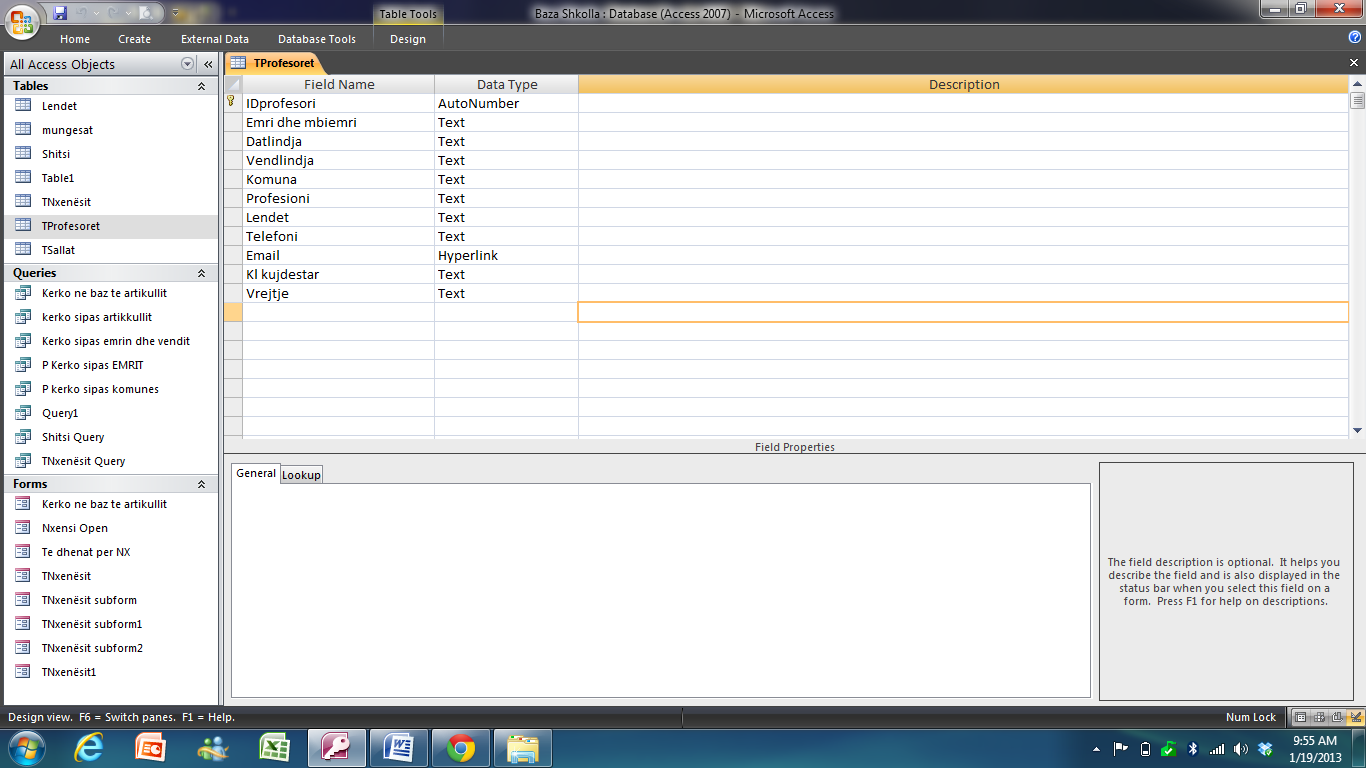 Table Tools
Baza Shkolla : Database (Access 2007) - Microsoft Access
Home Create External Data Database Tools Design
All Access Objects
Tables
Lendet
mungesat
Shitsi
Table1
TNxenësit
TProfesoret
TSallat
Queries
Kerko ne baz te artikullit
kerko sipas artikkullit
Kerko sipas emrin dhe vendit
P Kerko sipas EMRIT
P kerko sipas komunes
Query1
Shitsi Query
TNxenësit Query
Forms
Kerko ne baz te artikullit
Nxensi Open
Te dhenat per NX
TNxenësit
TNxenësit subform
TNxenësit subform1
TNxenësit subform2
TNxenësit1
TProfesoret
Field Name Data Type Description
IDprofesori AutoNumber
Emri dhe mbiemri Text
Datlindja Text
Vendlindja Text
Komuna Text
Profesioni Text
Lendet Text
Telefoni Text
Email Hyperlink
Kl kujdestar Text
Vrejtje Text
Field Properties
General Lookup
The field description is optional. It helps you
describe the field and is also displayed in the
status bar when you select this field on a
form. Press F1 for help on descriptions.
Design view. F6 = Switch panes. F1 = Help.
Num Lock
9:55 AM
1/19/2013